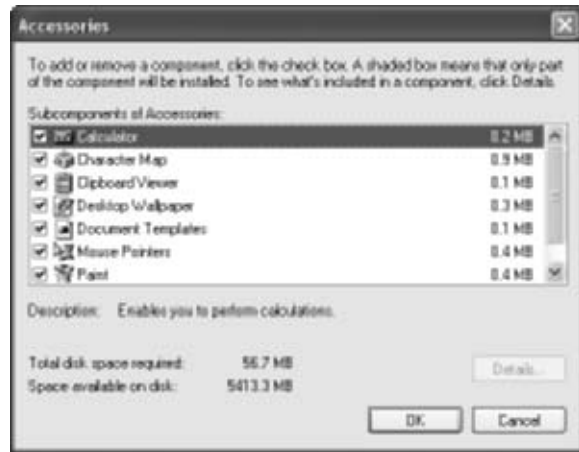 Accessories
To add or remove a component, click the check box. A shaded box means that only part
of the component will be installed. To see what's included in a component, click Details.
Subcomponents of Accessories:
Calculator 0.2 MB
Character Map 0.9 MB
Clipboard Viewer 0.1 MB
Desktop Wallpaper 0.3 MB
Document Templates 0.1 MB
Mouse Pointers 0.4 MB
Paint 0.4 MB
Description: Enables you to perform calculations.
Total disk space required: 56.7 MB
Details...
Space available on disk: 5413.3 MB
OK Cancel